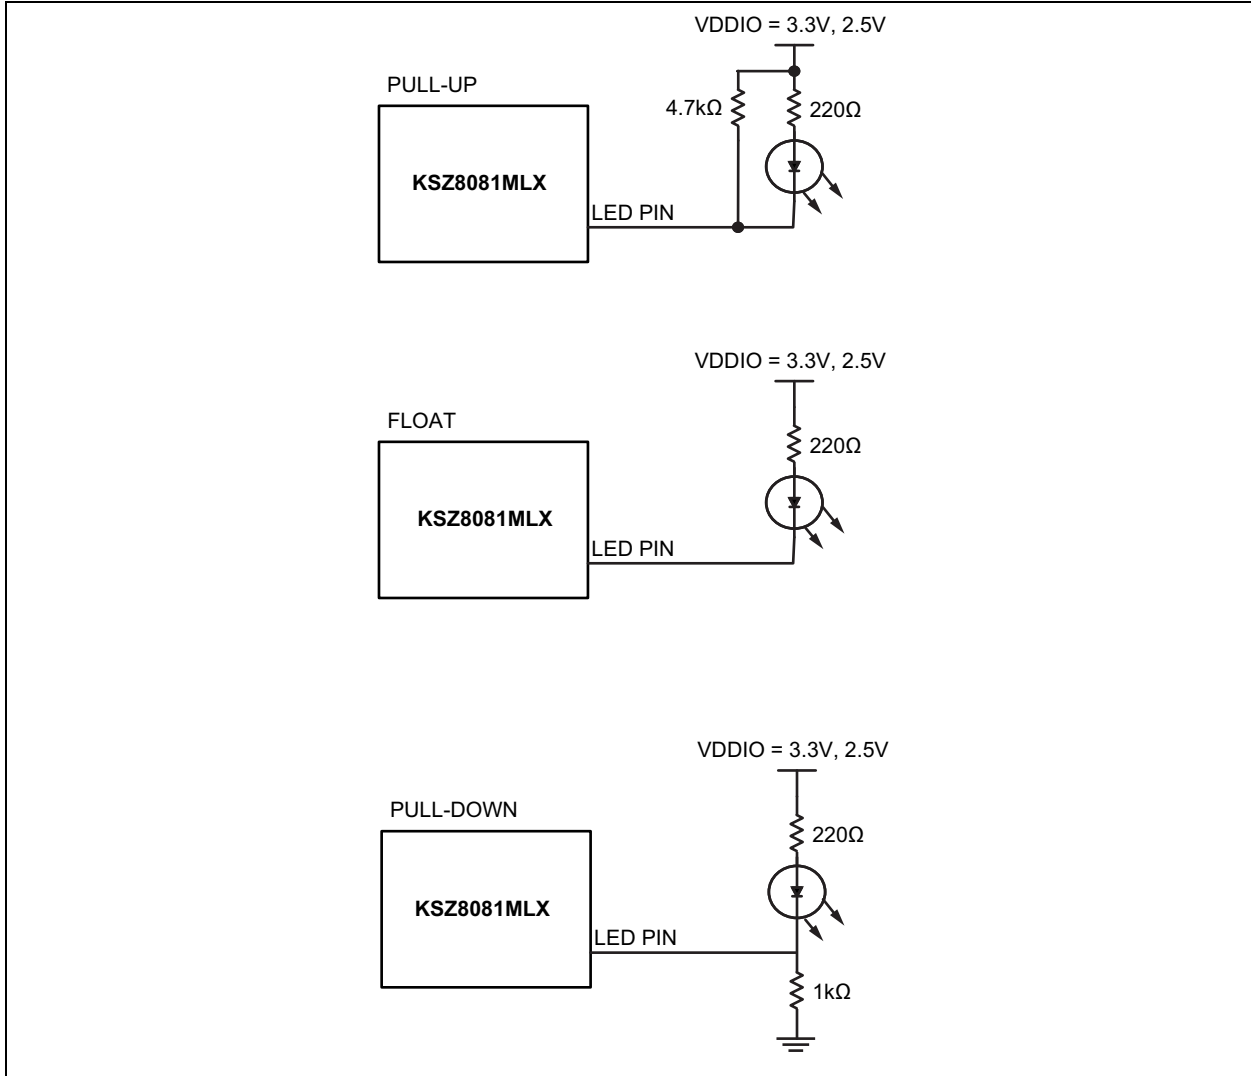 VDDIO = 3.3V, 2.5V
PULL-UP
4.7kΩ
220Ω
KSZ8081MLX
LED PIN
VDDIO = 3.3V, 2.5V
FLOAT
220Ω
KSZ8081MLX
LED PIN
VDDIO = 3.3V, 2.5V
PULL-DOWN
220Ω
KSZ8081MLX
LED PIN
1kΩ